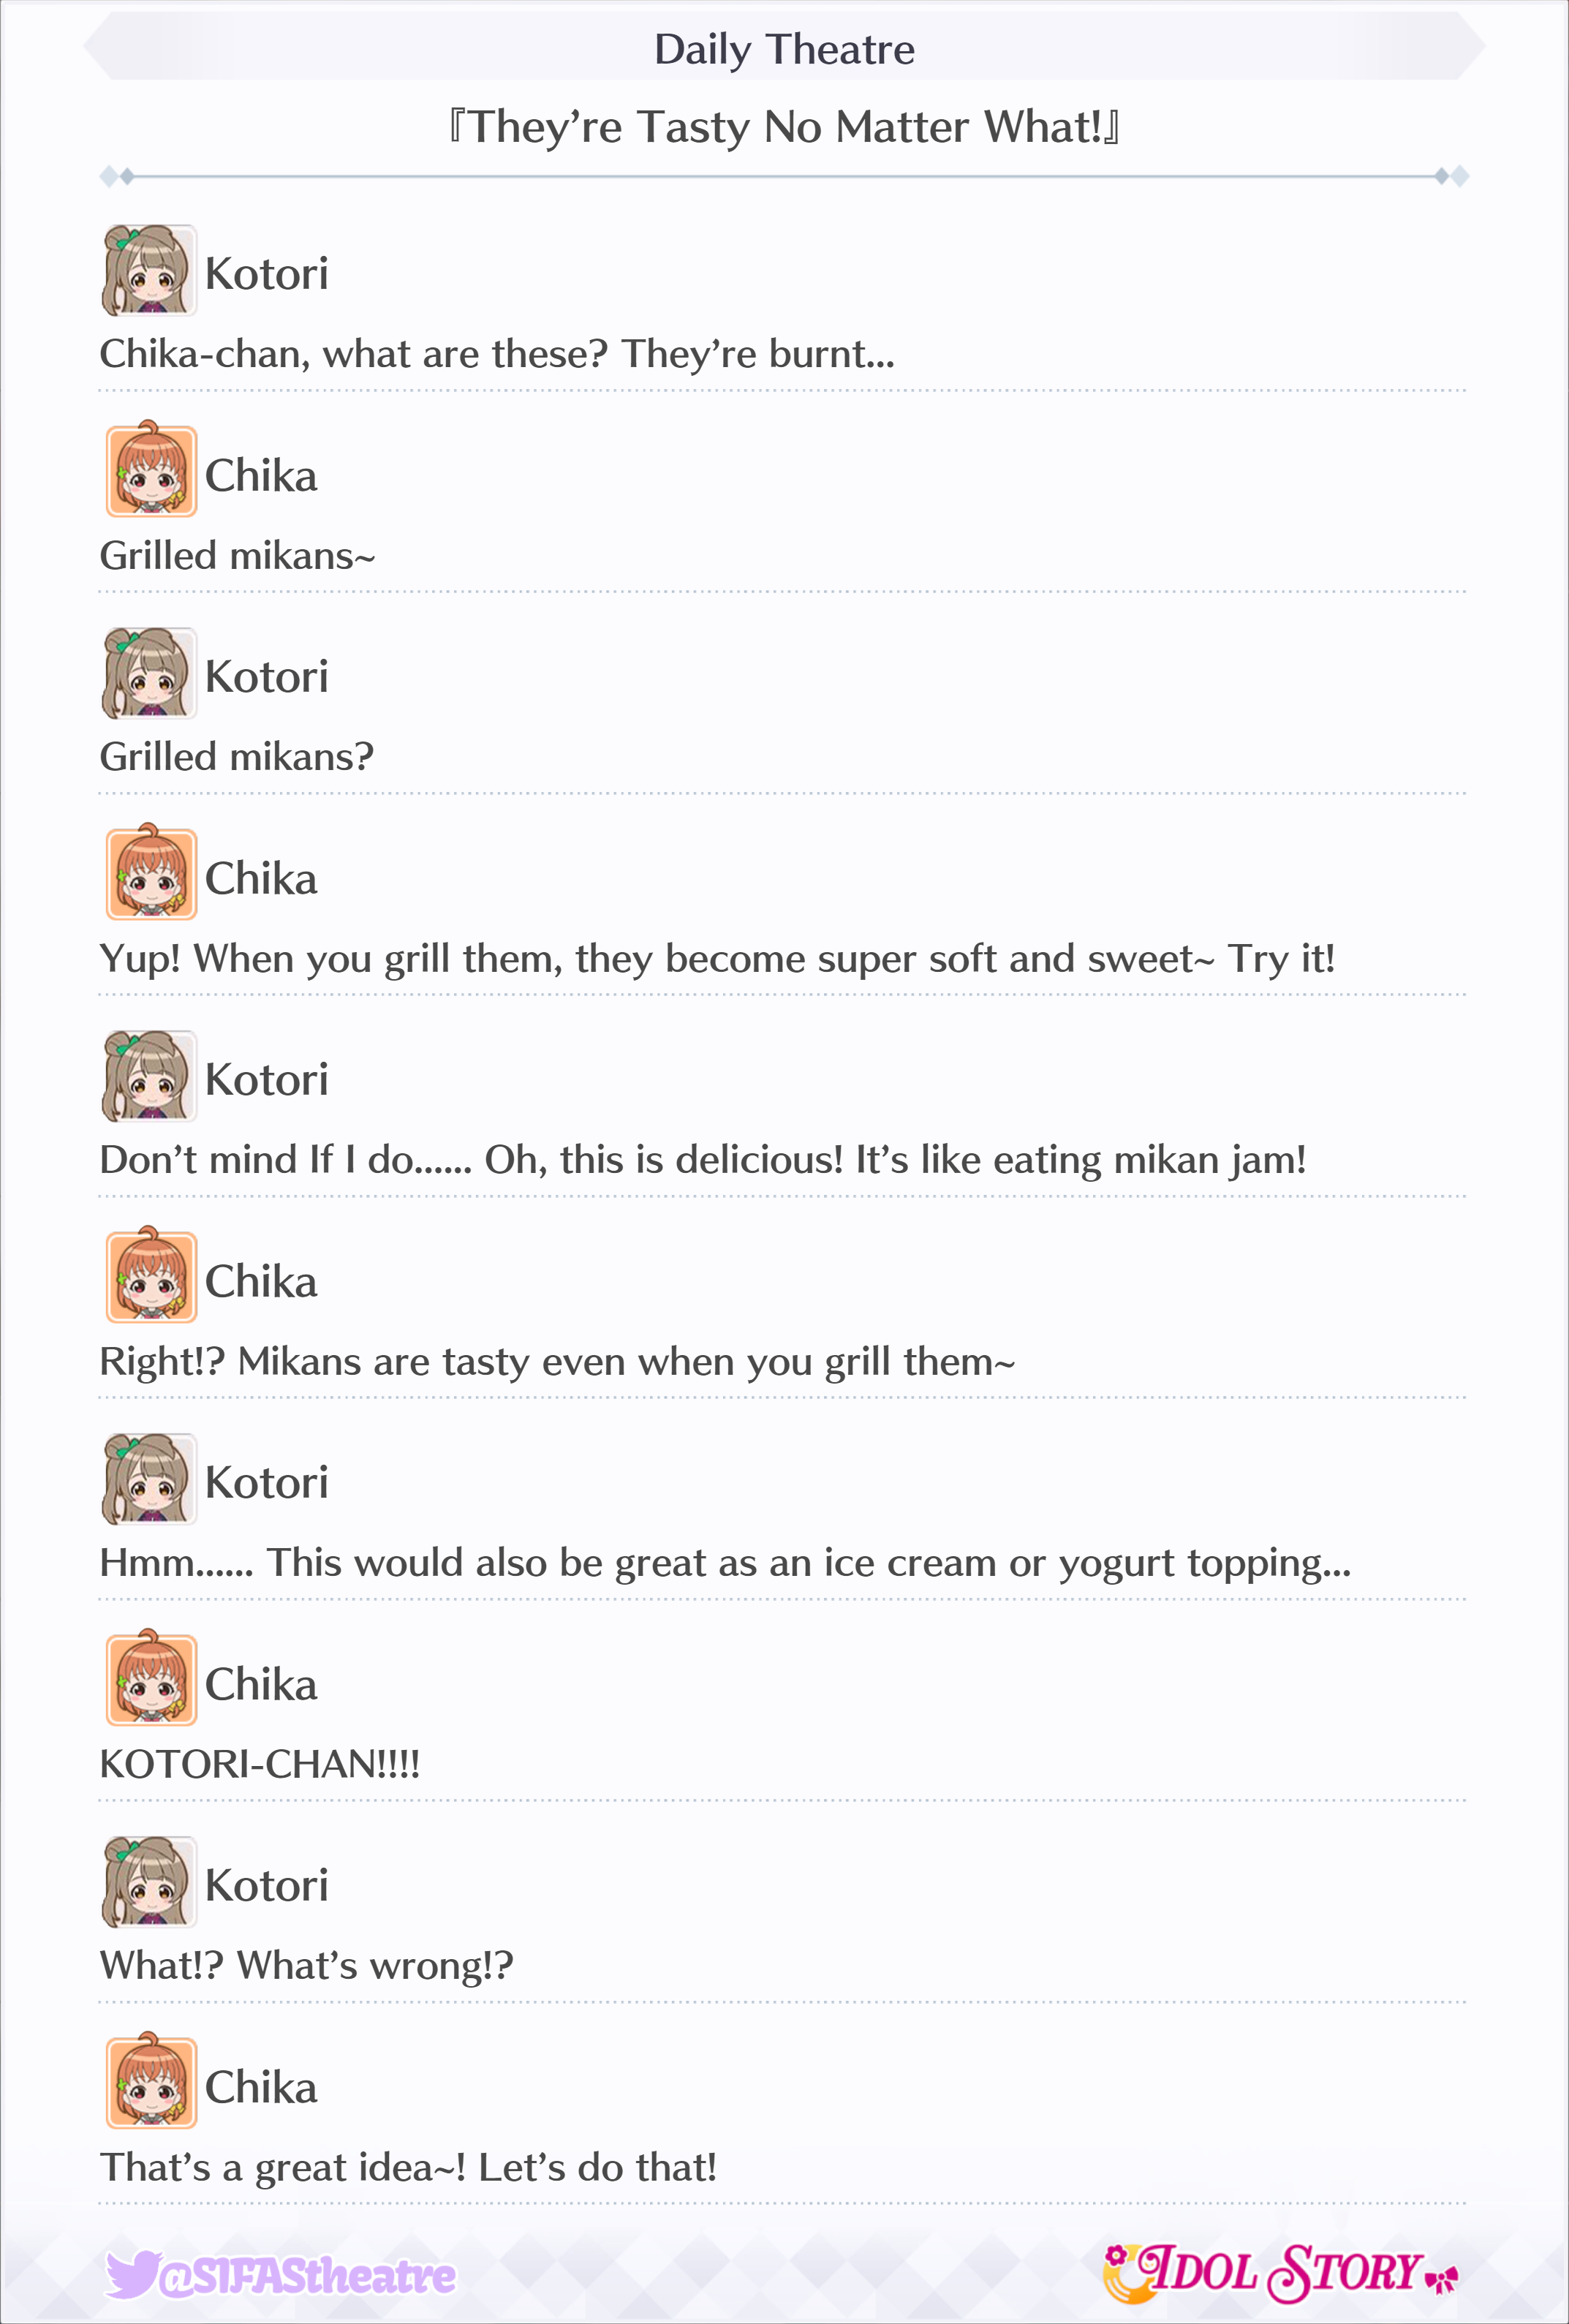 Daily Theatre
『They're Tasty No Matter What!』
Kotori
Chika-chan, what are these? They're burnt...
Chika
Grilled mikans~
Kotori
Grilled mikans?
Chika
Yup! When you grill them, they become super soft and sweet~ Try it!
Kotori
Don't mind If I do...... Oh, this is delicious! It's like eating mikan jam!
Chika
Right!? Mikans are tasty even when you grill them~
Kotori
Hmm...... This would also be great as an ice cream or yogurt topping...
Chika
KOTORI-CHAN!!!!
Kotori
What!? What's wrong!?
Chika
That's a great idea~! Let's do that!
@SIFAStheatre
IDOL STORY